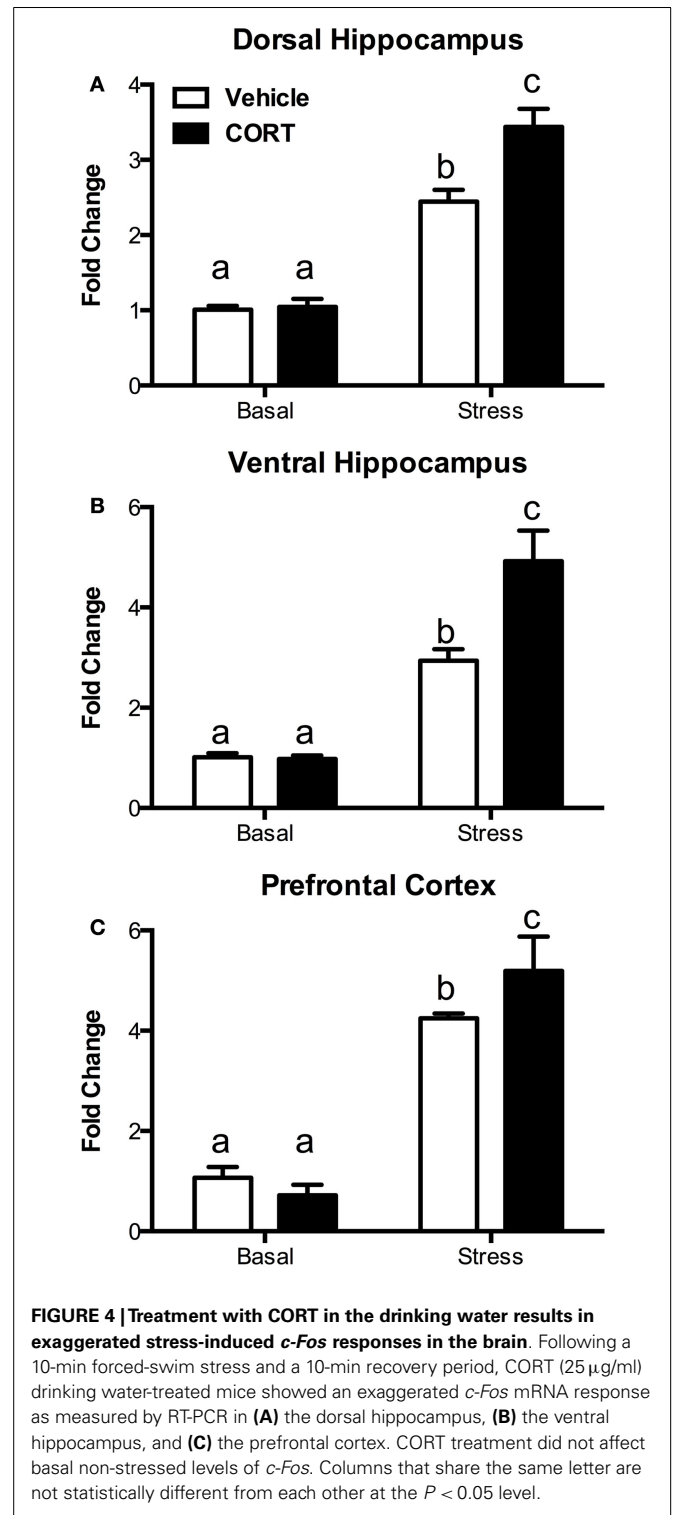 Dorsal Hippocampus
A
4
3
2
1
0
Fold Change
Vehicle
CORT
a
a
b
c
Basal
Stress
Ventral Hippocampus
B
6
4
2
0
Fold Change
a
a
b
c
Basal
Stress
Prefrontal Cortex
C
6
4
2
0
Fold Change
a
a
b
c
Basal
Stress
FIGURE 4 | Treatment with CORT in the drinking water results in
exaggerated stress-induced c-Fos responses in the brain. Following a
10-min forced-swim stress and a 10-min recovery period, CORT (25 μg/ml)
drinking water-treated mice showed an exaggerated c-Fos mRNA response
as measured by RT-PCR in (A) the dorsal hippocampus, (B) the ventral
hippocampus, and (C) the prefrontal cortex. CORT treatment did not affect
basal non-stressed levels of c-Fos. Columns that share the same letter are
not statistically different from each other at the P < 0.05 level.